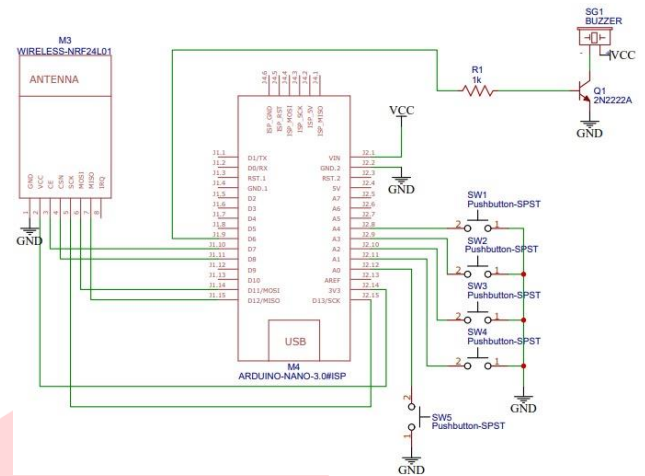 SG1
BUZZER
VCC
M3
WIRELESS-NRF24L01
ANTENNA
GND
VCC
CE
CSN
SCK
MOSI
MISO
IRQ
1
2
3
4
5
6
7
8
GND
J4.6
J4.5
J4.4
J4.3
J4.2
J4.1
ISP_GND
ISP_RST
ISP_MOSI
ISP_SCK
ISP_5V
ISP_MISO
R1
1k
Q1
2N2222A
GND
VCC
J1.1 D1/TX VIN J2.1
J1.2 D0/RX GND.2 J2.2
J1.3 RST.1 RST.2 J2.3
J1.4 GND.1 5V J2.4
J1.5 D2 A7 J2.5
J1.6 D3 A6 J2.6
J1.7 D4 A5 J2.7
J1.8 D5 A4 J2.8
J1.9 D6 A3 J2.9
J1.10 D7 A2 J2.10
J1.11 D8 A1 J2.11
J1.12 D9 A0 J2.12
J1.13 D10 AREF J2.13
J1.14 D11/MOSI 3V3 J2.14
J1.15 D12/MISO D13/SCK J2.15
GND
USB
M4
ARDUINO-NANO-3.0#ISP
SW1
Pushbutton-SPST
2 1
SW2
Pushbutton-SPST
2 1
SW3
Pushbutton-SPST
2 1
SW4
Pushbutton-SPST
2 1
GND
2
SW5
Pushbutton-SPST
1
GND